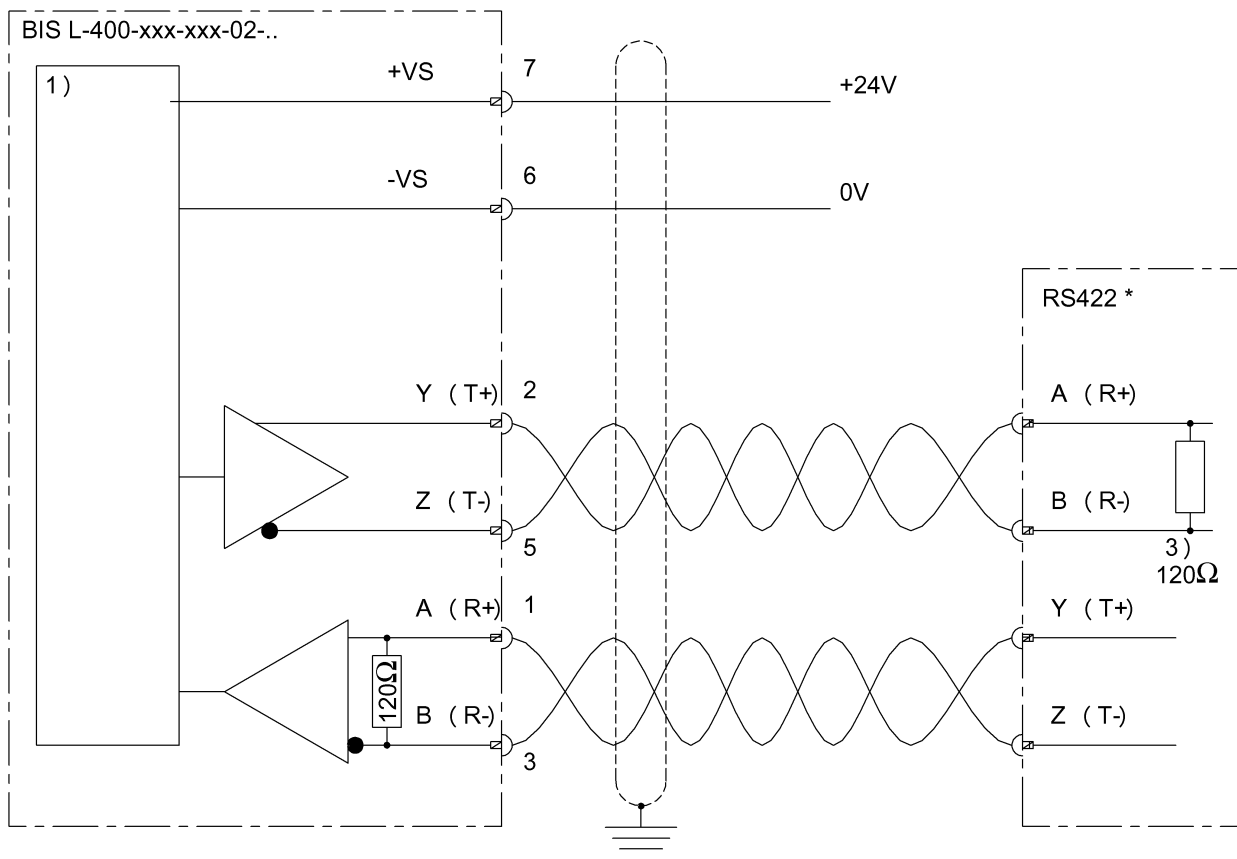 BIS L-400-xxx-xxx-02-..
1)
+VS
7
+24V
-VS
6
0V
RS422 *
Y (T+)
2
A (R+)
Z (T-)
5
B (R-)
3)
120Ω
A (R+)
1
Y (T+)
120Ω
B (R-)
3
Z (T-)